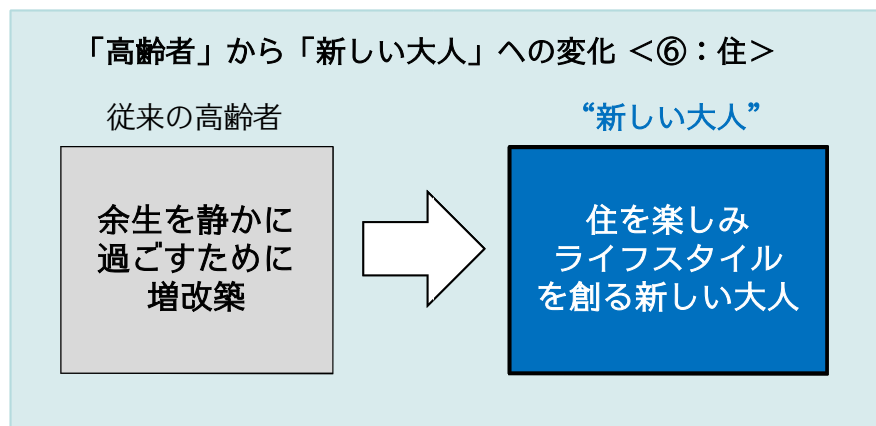 「高齢者」から「新しい大人」への変化 ＜⑥：住＞
従来の高齢者
“新しい大人”
余生を静かに
過ごすために
増改築
住を楽しみ
ライフスタイル
を創る新しい大人